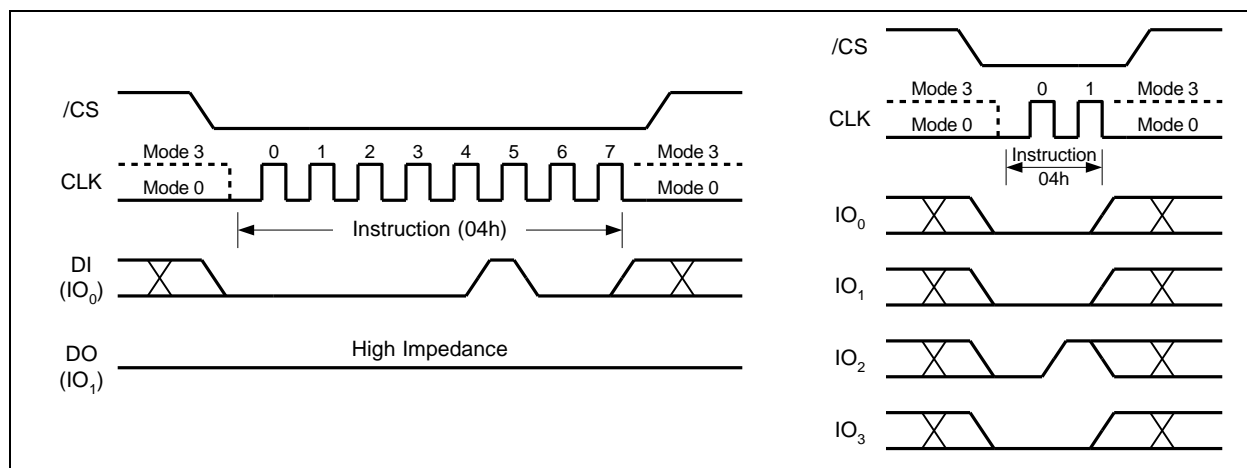 /CS
CLK
Mode 3
Mode 0
0 1 2 3 4 5 6 7
Mode 3
Mode 0
Instruction (04h)
DI
(IO0)
DO
(IO1)
High Impedance
/CS
CLK
Mode 3
Mode 0
0 1
Mode 3
Mode 0
Instruction
04h
IO0
IO1
IO2
IO3